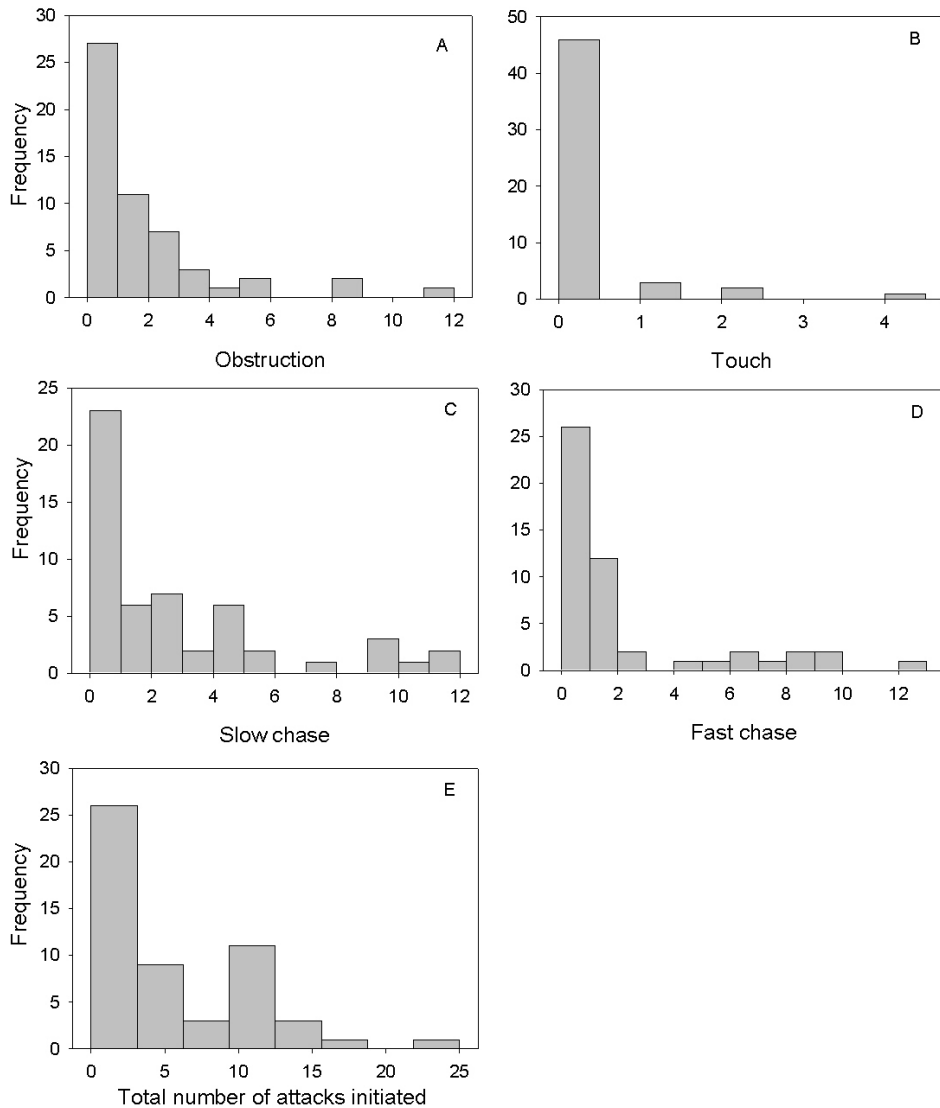 A
Frequency
30
25
20
15
10
5
0
0 2 4 6 8 10 12
Obstruction
B
50
40
30
20
10
0
0 1 2 3 4
Touch
C
Frequency
25
20
15
10
5
0
0 2 4 6 8 10 12
Slow chase
D
30
25
20
15
10
5
0
0 2 4 6 8 10 12
Fast chase
E
Frequency
30
25
20
15
10
5
0
0 5 10 15 20 25
Total number of attacks initiated